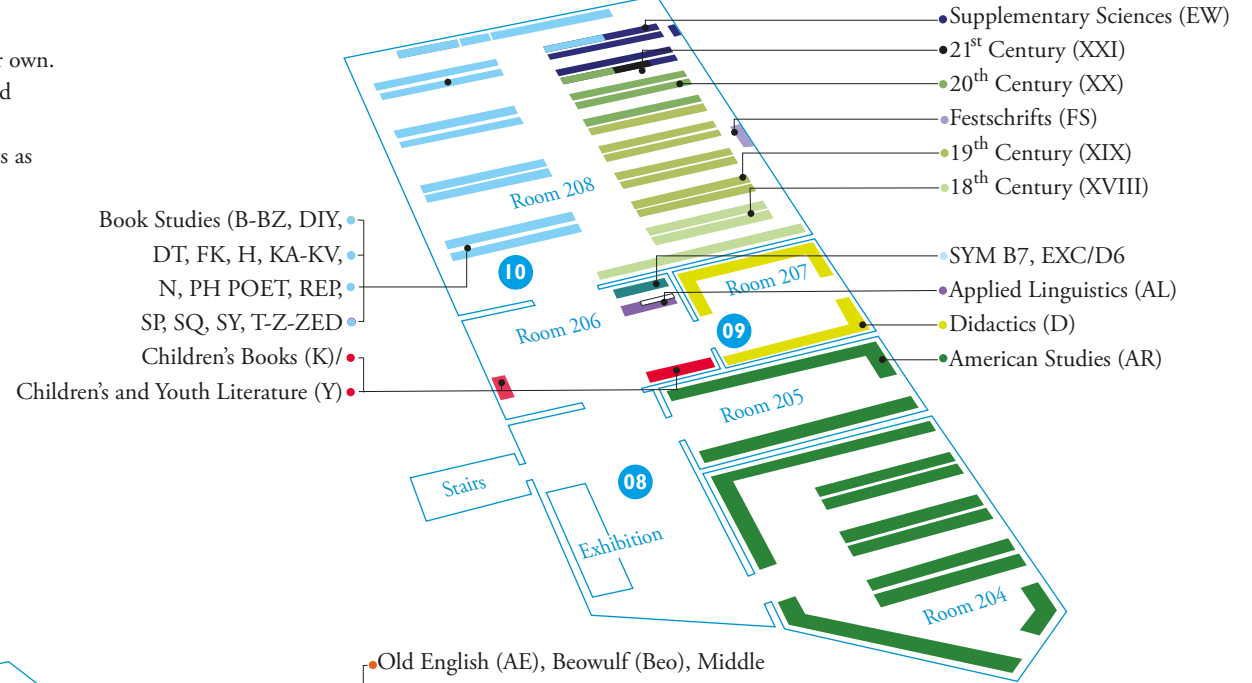 r own.
d
s as
Supplementary Sciences (EW)
21st Century (XXI)
20th Century (XX)
Festschrifts (FS)
19th Century (XIX)
18th Century (XVIII)
Room 208
Book Studies (B-BZ, DIY,
DT, FK, H, KA-KV,
N, PH POET, REP,
SP, SQ, SY, T-Z-ZED
Children's Books (K)/
Children's and Youth Literature (Y)
10
SYM B7, EXC/D6
Room 207
Applied Linguistics (AL)
Room 206
09
Didactics (D)
American Studies (AR)
Room 205
08
Stairs
Exhibition
Room 204
Old English (AE), Beowulf (Beo), Middle